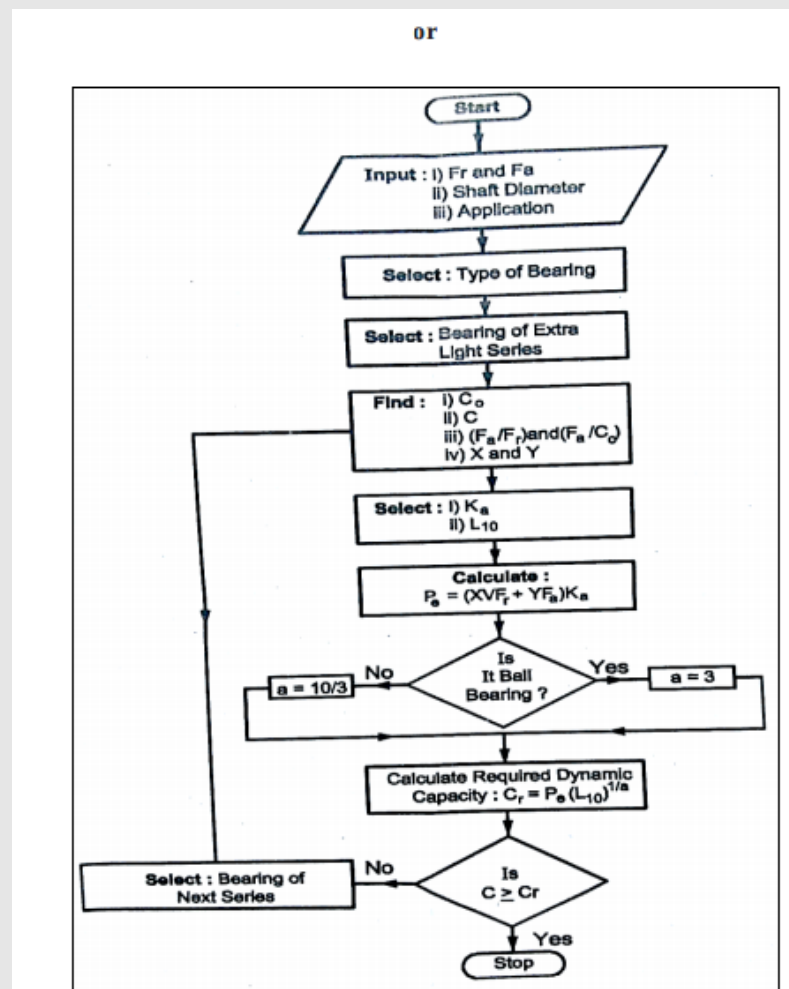 or
Start
Input : i) Fr and Fa
ii) Shaft Diameter
iii) Application
Select : Type of Bearing
Select : Bearing of Extra
Light Series
Find : i) C₀
ii) C
iii) (Fₐ/Fᵣ)and(Fₐ/C₀)
iv) X and Y
Select : i) Kₐ
ii) L₁₀
Calculate :
Pₑ = (XVFᵣ + YFₐ)Kₐ
Is
It Ball
Bearing ?
No
Yes
a = 10/3
a = 3
Calculate Required Dynamic
Capacity : Cᵣ = Pₑ (L₁₀)^1/a
Is
C ≥ Cr
No
Select : Bearing of
Next Series
Yes
Stop